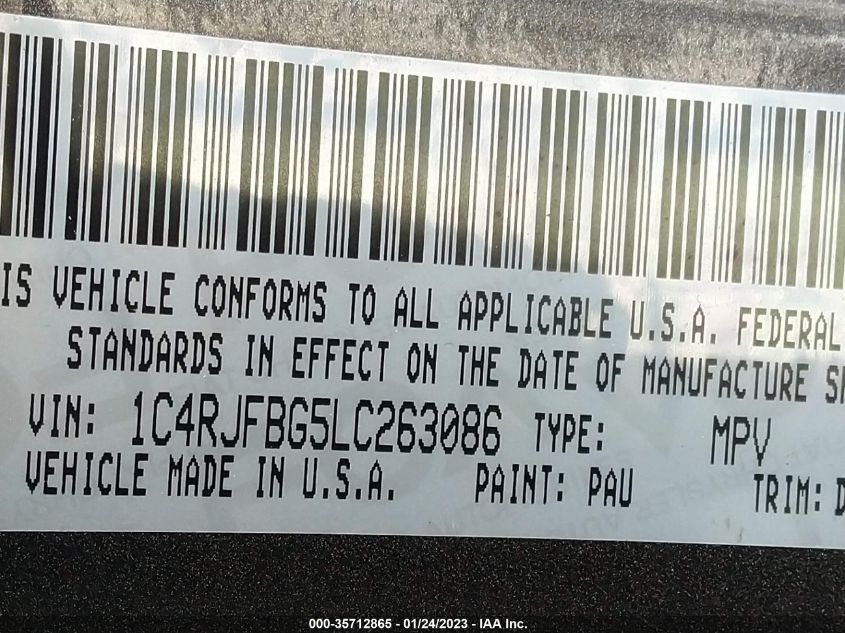 IS VEHICLE CONFORMS TO ALL APPLICABLE U.S.A. FEDERAL
STANDARDS IN EFFECT ON THE DATE OF MANUFACTURE
VIN: 1C4RJFBG5LC263086 TYPE: MPV
VEHICLE MADE IN U.S.A. PAINT: PAU TRIM: D
000-35712865 - 01/24/2023 - IAA Inc.